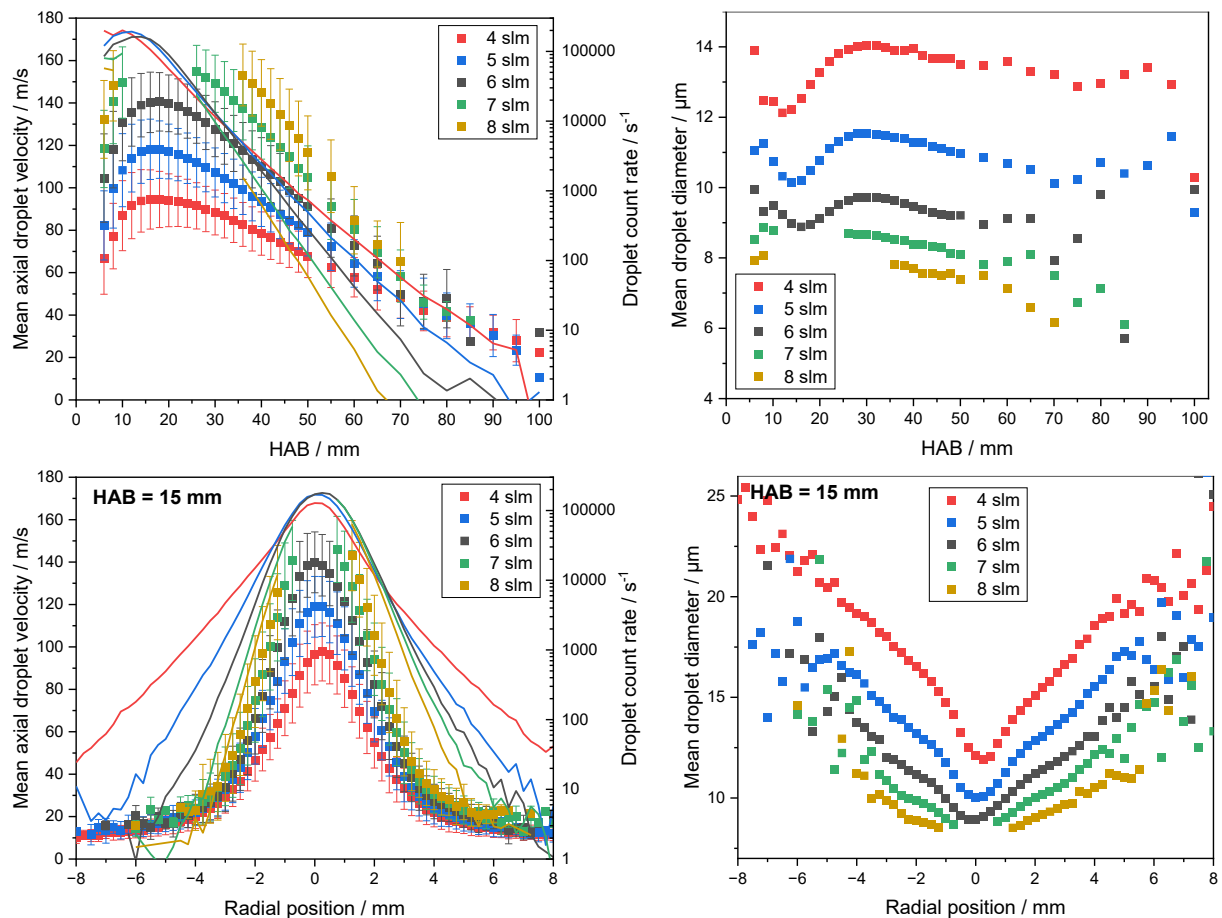 180
160
140
120
100
80
60
40
20
0
Mean axial droplet velocity / m/s
4 slm
5 slm
6 slm
7 slm
8 slm
100000
10000
1000
100
10
1
Droplet count rate / s⁻¹
0 10 20 30 40 50 60 70 80 90 100
HAB / mm
14
12
10
8
6
4
Mean droplet diameter / μm
4 slm
5 slm
6 slm
7 slm
8 slm
0 10 20 30 40 50 60 70 80 90 100
HAB / mm
HAB = 15 mm
180
160
140
120
100
80
60
40
20
0
Mean axial droplet velocity / m/s
4 slm
5 slm
6 slm
7 slm
8 slm
100000
10000
1000
100
10
1
Droplet count rate / s⁻¹
−8 −6 −4 −2 0 2 4 6 8
Radial position / mm
HAB = 15 mm
25
20
15
10
Mean droplet diameter / μm
4 slm
5 slm
6 slm
7 slm
8 slm
−8 −6 −4 −2 0 2 4 6 8
Radial position / mm